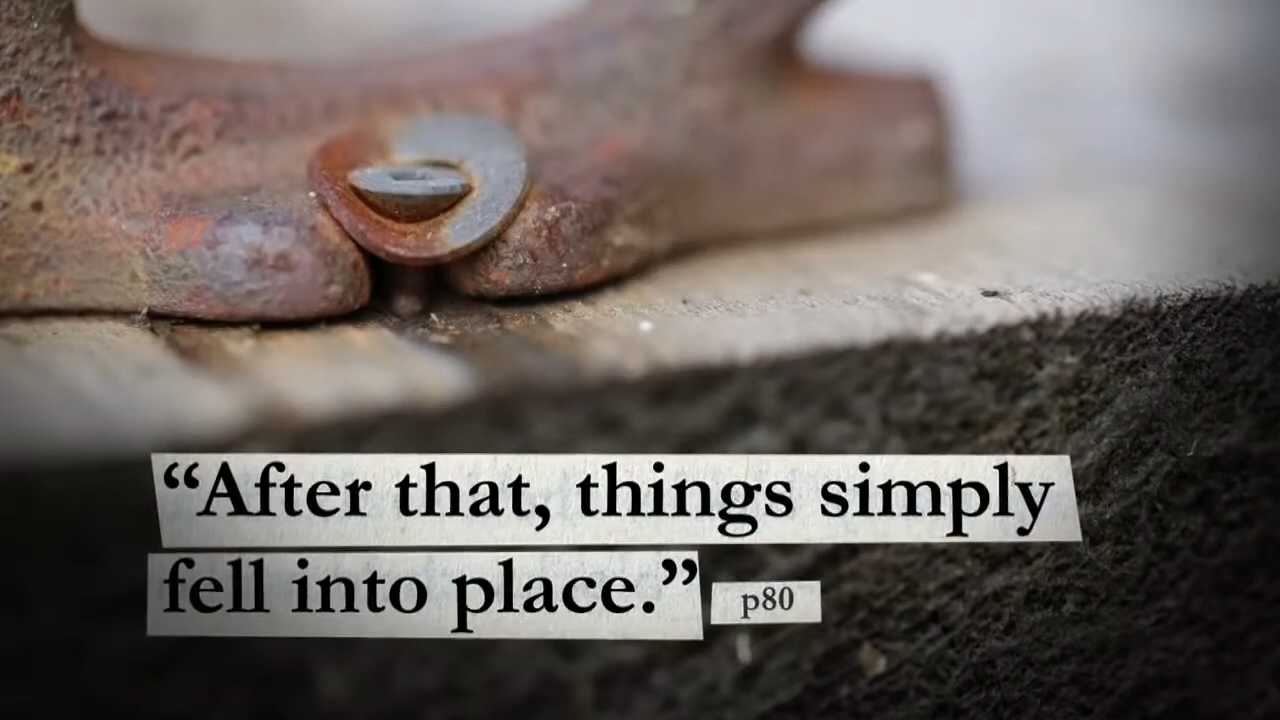 “After that, things simply
fell into place.” p80